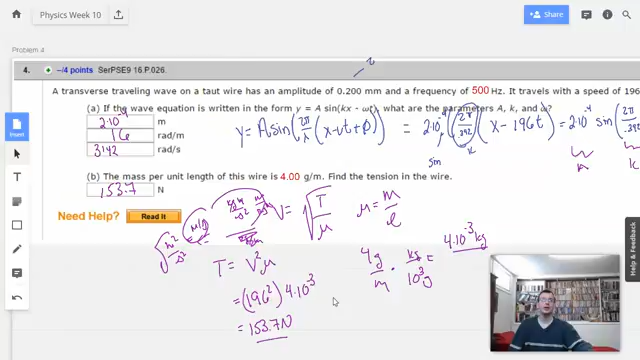 Problem 4
4.
–/4 points SerPSE9 16.P.026.
A transverse traveling wave on a taut wire has an amplitude of 0.200 mm and a frequency of 500 Hz. It travels with a speed of 196
(a) If the wave equation is written in the form y = A sin(kx - ωt), what are the parameters A, k, and ω?
2·10⁻⁴ m
16 rad/m
3142 rad/s
y = A sin(2π/λ (x - vt + φ) = 2·10⁻⁴ (2π/.392) (x - 196t) = 2·10⁻⁴ sin(2π/.392
sin
k
A
k
(b) The mass per unit length of this wire is 4.00 g/m. Find the tension in the wire.
153.7 N
Need Help?
Read It
V = √T/μ
μ = m/l
T = V²μ
= (196²) 4·10⁻³
= 153.7N
4g/m · kg/10³g = 4·10⁻³ kg
Insert
Help & Feedback